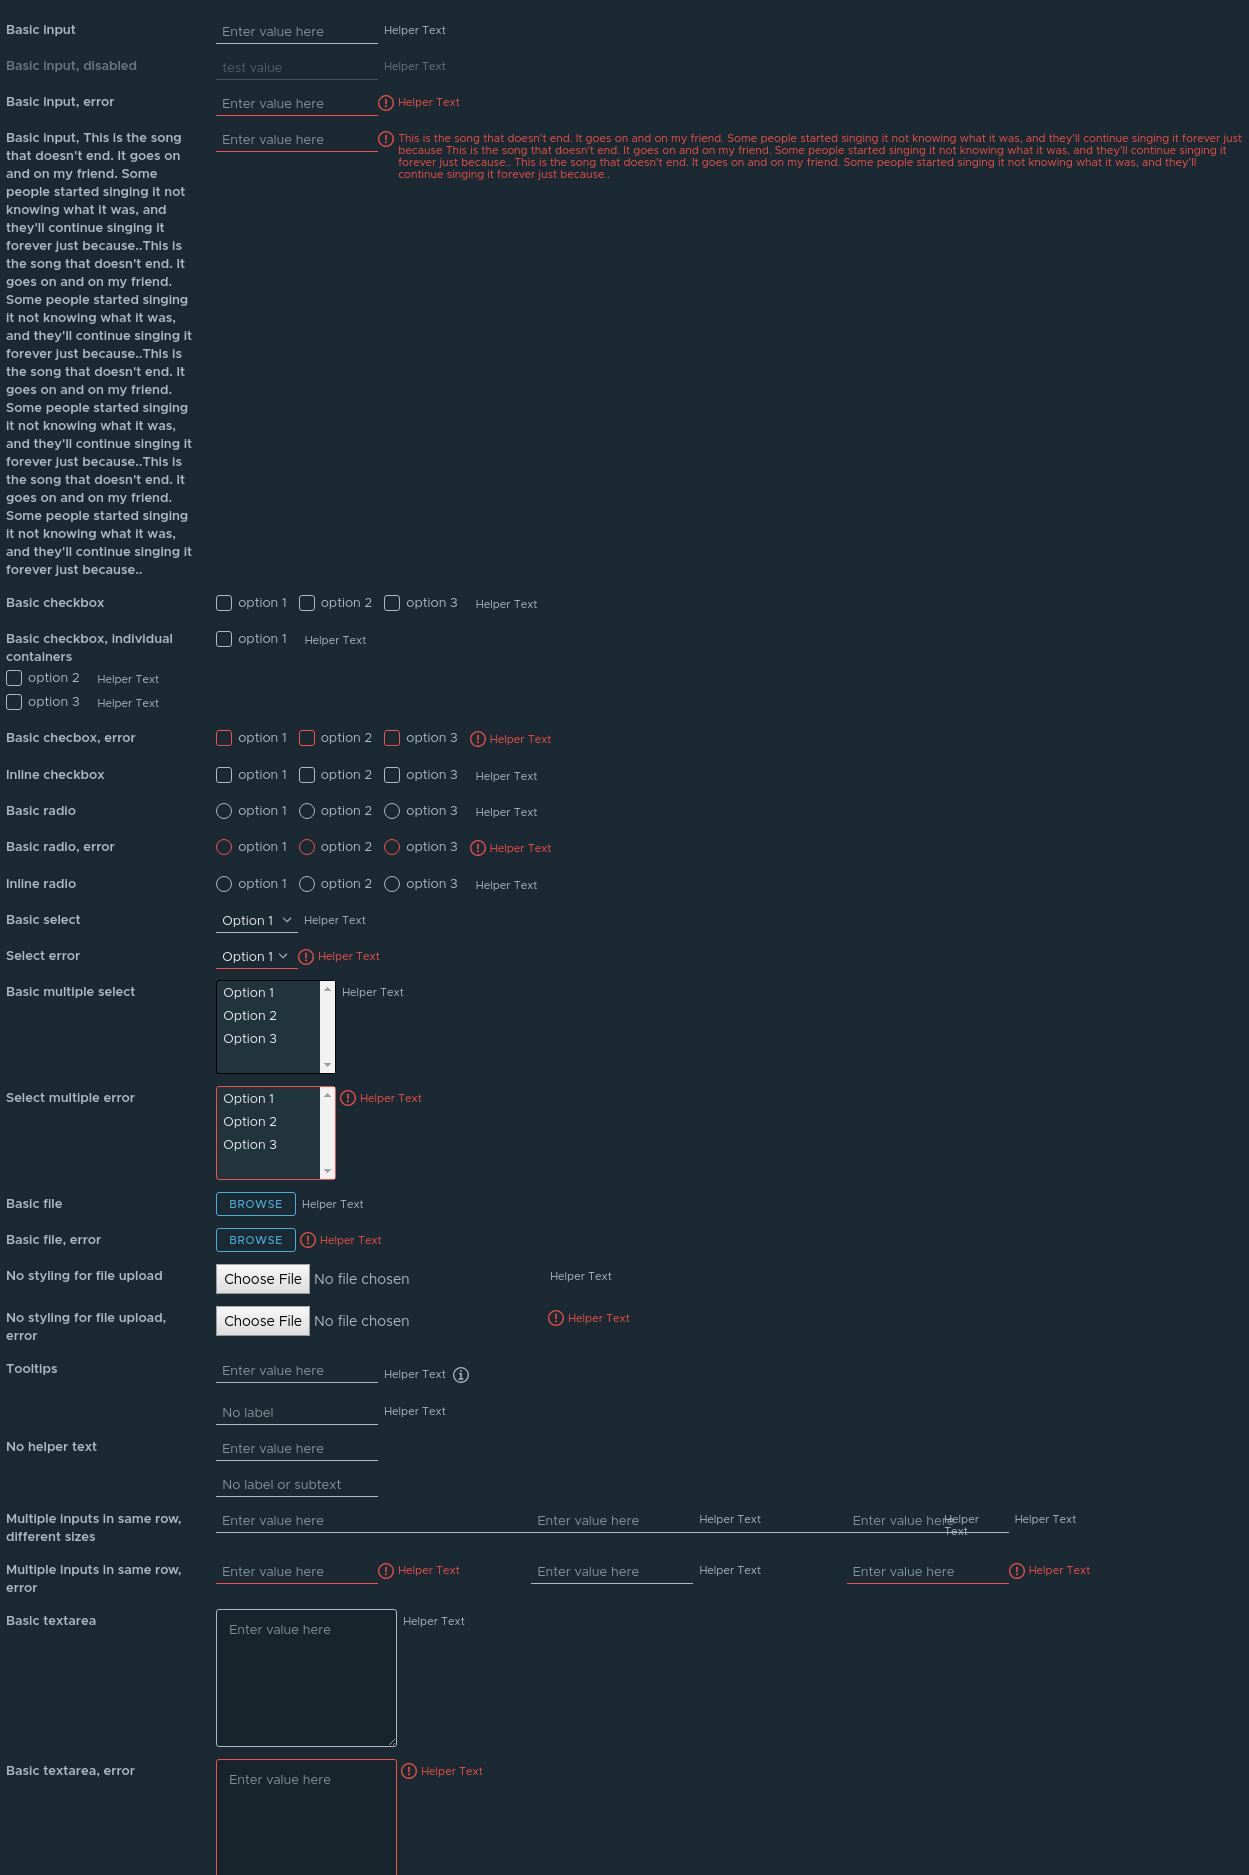 Basic input Enter value here Helper Text
Basic input, disabled test value Helper Text
Basic input, error Enter value here Helper Text
Basic input, This is the song Enter value here This is the song that doesn't end. It goes on and on my friend. Some people started singing it not knowing what it was, and they'll continue singing it forever just
that doesn't end. It goes on because This is the song that doesn't end. It goes on and on my friend. Some people started singing it not knowing what it was, and they'll continue singing it
and on my friend. Some forever just because.. This is the song that doesn't end. It goes on and on my friend. Some people started singing it not knowing what it was, and they'll
people started singing it not continue singing it forever just because..
knowing what it was, and
they'll continue singing it
forever just because..This is
the song that doesn't end. It
goes on and on my friend.
Some people started singing
it not knowing what it was,
and they'll continue singing it
forever just because..This is
the song that doesn't end. It
goes on and on my friend.
Some people started singing
it not knowing what it was,
and they'll continue singing it
forever just because..This is
the song that doesn't end. It
goes on and on my friend.
Some people started singing
it not knowing what it was,
and they'll continue singing it
forever just because..
Basic checkbox option 1 option 2 option 3 Helper Text
Basic checkbox, individual option 1 Helper Text
containers
option 2 Helper Text
option 3 Helper Text
Basic checbox, error option 1 option 2 option 3 Helper Text
Inline checkbox option 1 option 2 option 3 Helper Text
Basic radio option 1 option 2 option 3 Helper Text
Basic radio, error option 1 option 2 option 3 Helper Text
Inline radio option 1 option 2 option 3 Helper Text
Basic select Option 1 Helper Text
Select error Option 1 Helper Text
Basic multiple select Option 1 Helper Text
Option 2
Option 3
Select multiple error Option 1 Helper Text
Option 2
Option 3
Basic file BROWSE Helper Text
Basic file, error BROWSE Helper Text
No styling for file upload Choose File No file chosen Helper Text
No styling for file upload, Choose File No file chosen Helper Text
error
Tooltips Enter value here Helper Text
No label Helper Text
No helper text Enter value here
No label or subtext
Multiple inputs in same row, Enter value here Enter value here Helper Text Enter value here Helper Helper Text
different sizes Text
Multiple inputs in same row, Enter value here Helper Text Enter value here Helper Text Enter value here Helper Text
error
Basic textarea Enter value here Helper Text
Basic textarea, error Enter value here Helper Text